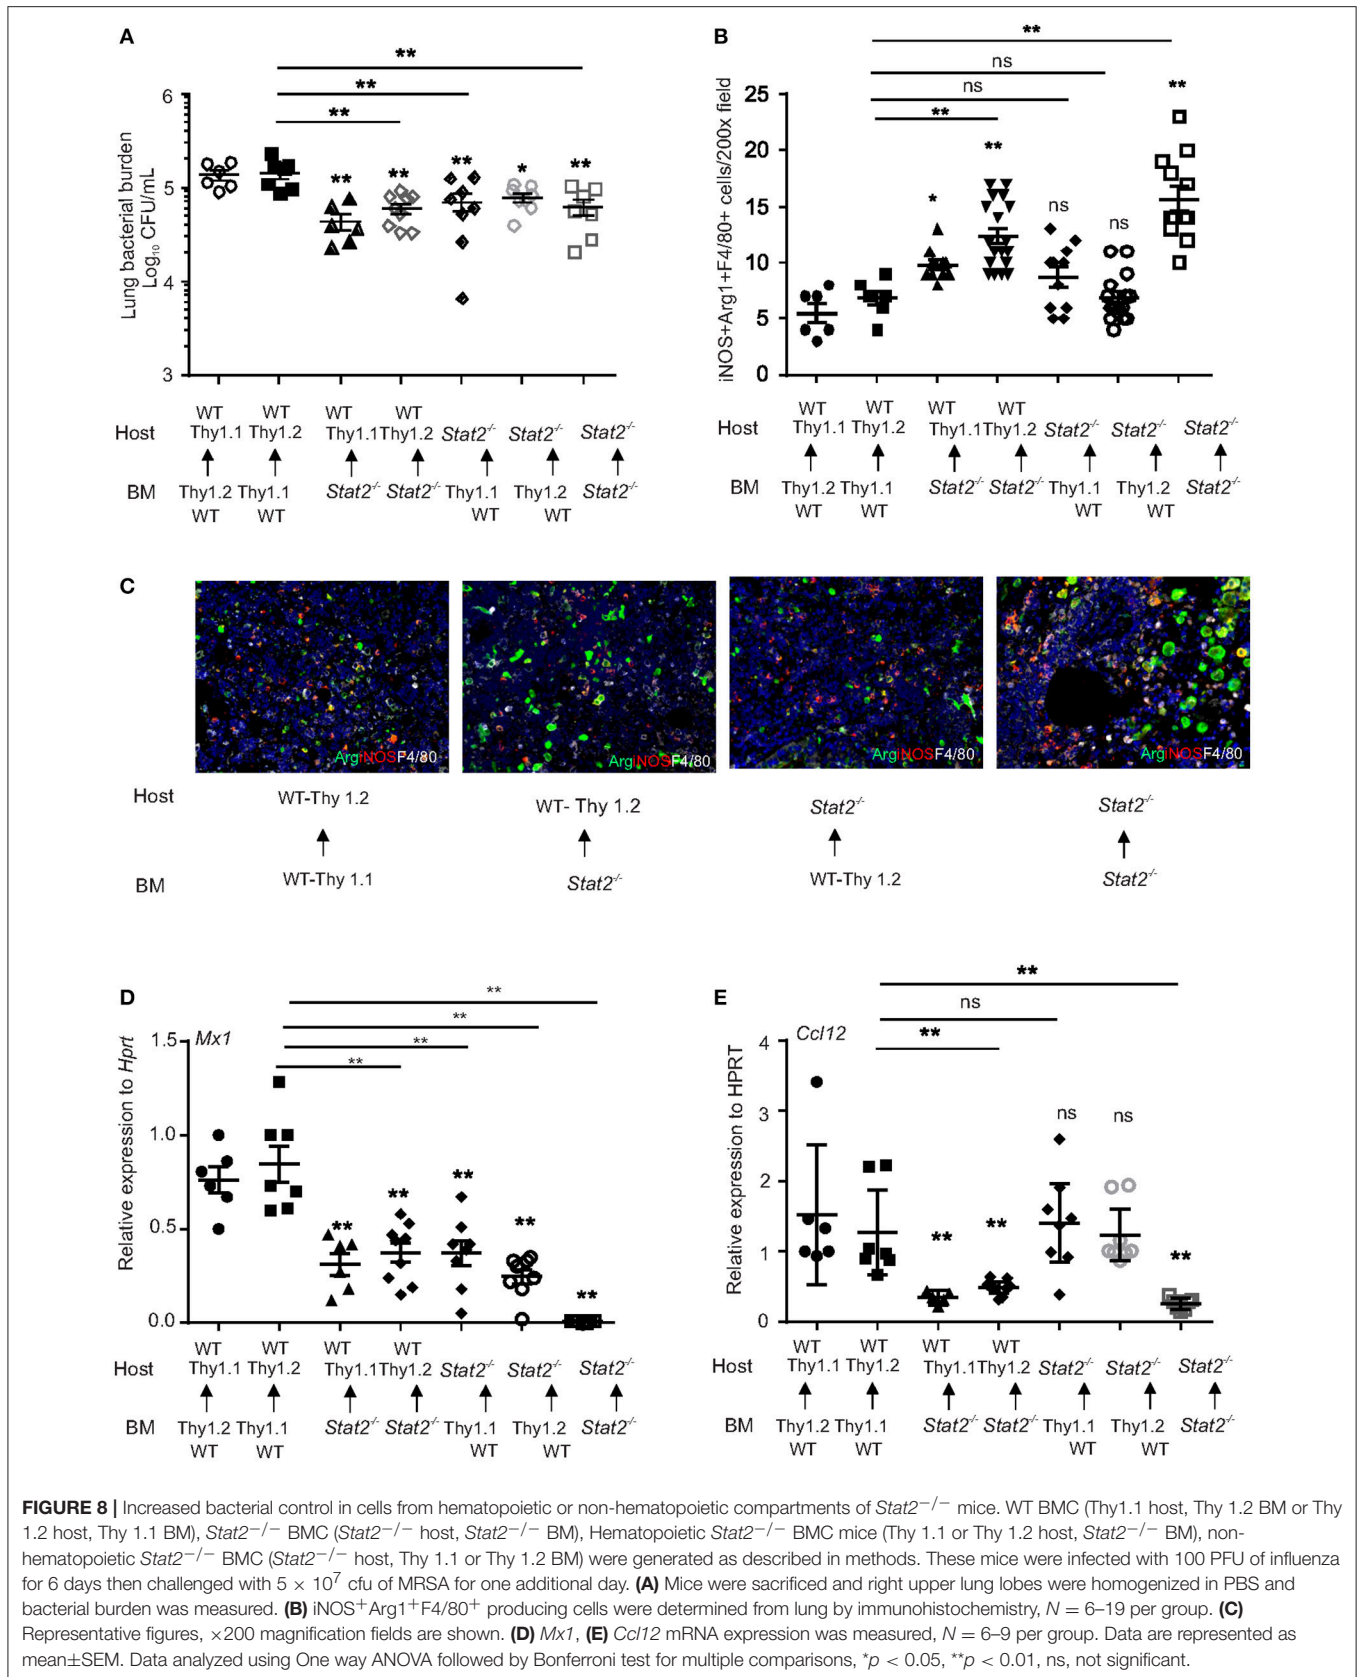 A
**
**
**
6
5
4
3
Lung bacterial burden
Log₁₀ CFU/mL
** ** ** * **
WT WT WT WT
Host Thy1.1 Thy1.2 Thy1.1 Thy1.2 Stat2-/- Stat2-/- Stat2-/-
BM Thy1.2 Thy1.1 Stat2-/- Stat2-/- Thy1.1 Thy1.2 Stat2-/-
WT WT WT WT
B
**
ns
ns
**
25
20
15
10
5
0
iNOS+Arg1+F4/80+ cells/200x field
* ** ns ns **
WT WT WT WT
Host Thy1.1 Thy1.2 Thy1.1 Thy1.2 Stat2-/- Stat2-/- Stat2-/-
BM Thy1.2 Thy1.1 Stat2-/- Stat2-/- Thy1.1 Thy1.2 Stat2-/-
WT WT WT WT
C
ArgiNOSF4/80 ArgiNOSF4/80 ArgiNOSF4/80 ArgiNOSF4/80
Host WT-Thy 1.2 WT- Thy 1.2 Stat2-/- Stat2-/-
BM WT-Thy 1.1 Stat2-/- WT-Thy 1.2 Stat2-/-
D
**
**
**
**
Mx1
1.5
1.0
0.5
0.0
Relative expression to Hprt
** ** ** ** **
WT WT WT WT
Host Thy1.1 Thy1.2 Thy1.1 Thy1.2 Stat2-/- Stat2-/- Stat2-/-
BM Thy1.2 Thy1.1 Stat2-/- Stat2-/- Thy1.1 Thy1.2 Stat2-/-
WT WT WT WT
E
**
ns
**
Ccl12
4
3
2
1
0
Relative expression to HPRT
** ** ns ns **
WT WT WT WT
Host Thy1.1 Thy1.2 Thy1.1 Thy1.2 Stat2-/- Stat2-/- Stat2-/-
BM Thy1.2 Thy1.1 Stat2-/- Stat2-/- Thy1.1 Thy1.2 Stat2-/-
WT WT WT WT
FIGURE 8 | Increased bacterial control in cells from hematopoietic or non-hematopoietic compartments of Stat2−/− mice. WT BMC (Thy1.1 host, Thy 1.2 BM or Thy
1.2 host, Thy 1.1 BM), Stat2−/− BMC (Stat2−/− host, Stat2−/− BM), Hematopoietic Stat2−/− BMC mice (Thy 1.1 or Thy 1.2 host, Stat2−/− BM), non-
hematopoietic Stat2−/− BMC (Stat2−/− host, Thy 1.1 or Thy 1.2 BM) were generated as described in methods. These mice were infected with 100 PFU of influenza
for 6 days then challenged with 5 × 10⁷ cfu of MRSA for one additional day. (A) Mice were sacrificed and right upper lung lobes were homogenized in PBS and
bacterial burden was measured. (B) iNOS+Arg1+F4/80+ producing cells were determined from lung by immunohistochemistry, N = 6–19 per group. (C)
Representative figures, ×200 magnification fields are shown. (D) Mx1, (E) Ccl12 mRNA expression was measured, N = 6–9 per group. Data are represented as
mean±SEM. Data analyzed using One way ANOVA followed by Bonferroni test for multiple comparisons, *p < 0.05, **p < 0.01, ns, not significant.